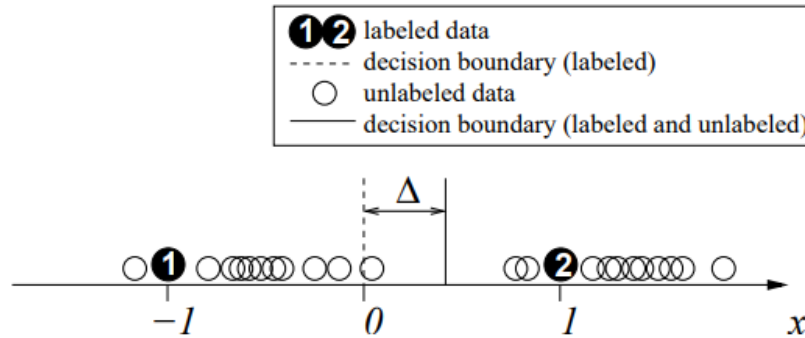 1 2 labeled data
decision boundary (labeled)
unlabeled data
decision boundary (labeled and unlabeled)
Δ
1 2
−1 0 1 x